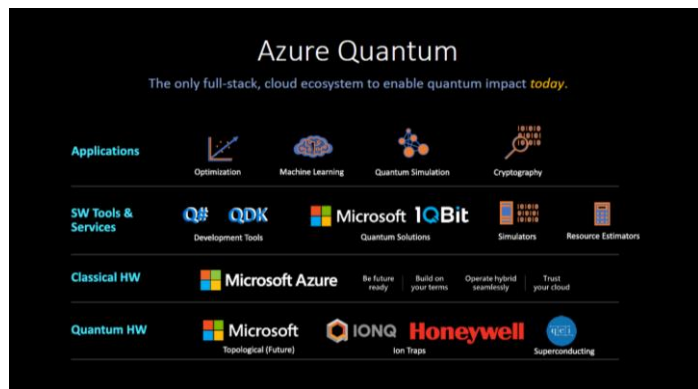 Azure Quantum
The only full-stack, cloud ecosystem to enable quantum impact today.
Applications
Optimization
Machine Learning
Quantum Simulation
Cryptography
SW Tools &
Services
Q#
QDK
Development Tools
Microsoft 1QBit
Quantum Solutions
Simulators
Resource Estimators
Classical HW
Microsoft Azure
Be future
ready
Build on
your terms
Operate hybrid
seamlessly
Trust
your cloud
Quantum HW
Microsoft
Topological (Future)
IONQ
Honeywell
Ion Traps
qci
Superconducting